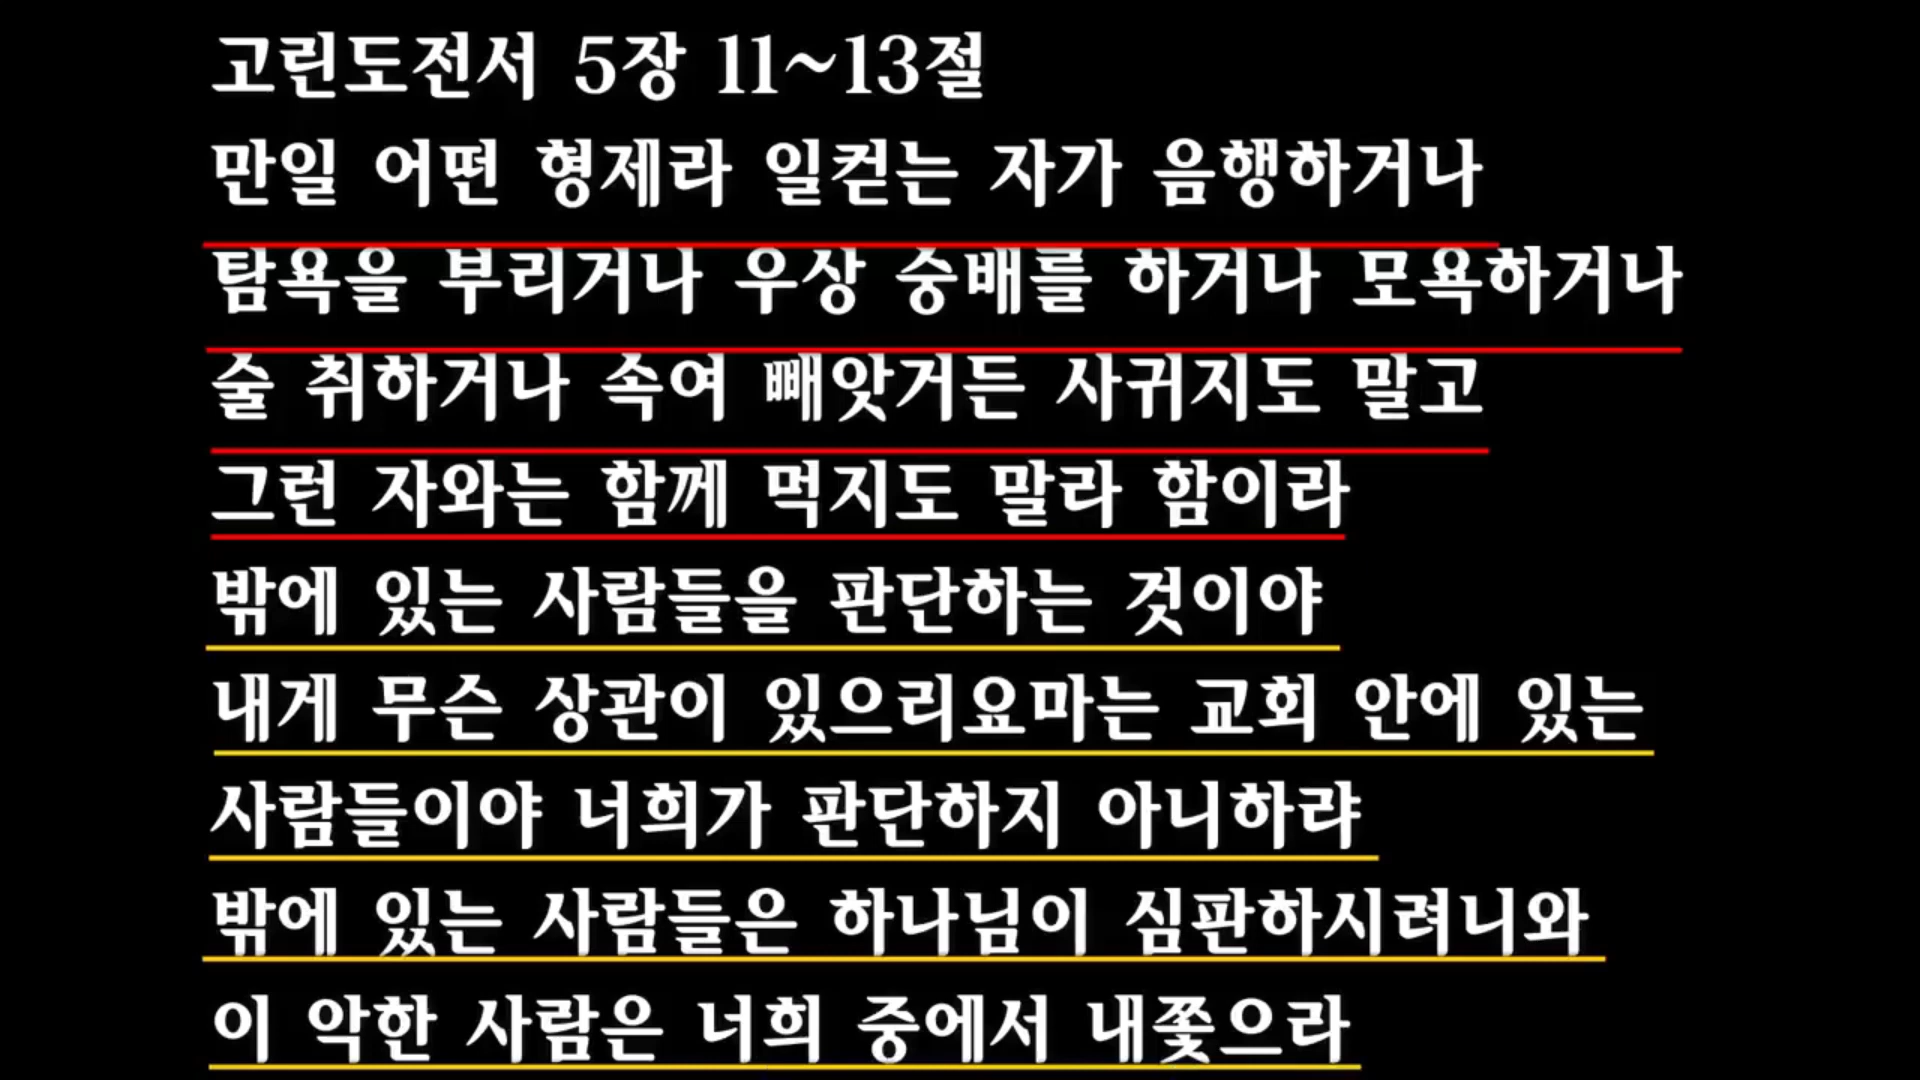 고린도전서 5장 11~13절
만일 어떤 형제라 일컫는 자가 음행하거나
탐욕을 부리거나 우상 숭배를 하거나 모욕하거나
술 취하거나 속여 빼앗거든 사귀지도 말고
그런 자와는 함께 먹지도 말라 함이라
밖에 있는 사람들을 판단하는 것이야
내게 무슨 상관이 있으리요마는 교회 안에 있는
사람들이야 너희가 판단하지 아니하랴
밖에 있는 사람들은 하나님이 심판하시려니와
이 악한 사람은 너희 중에서 내쫓으라